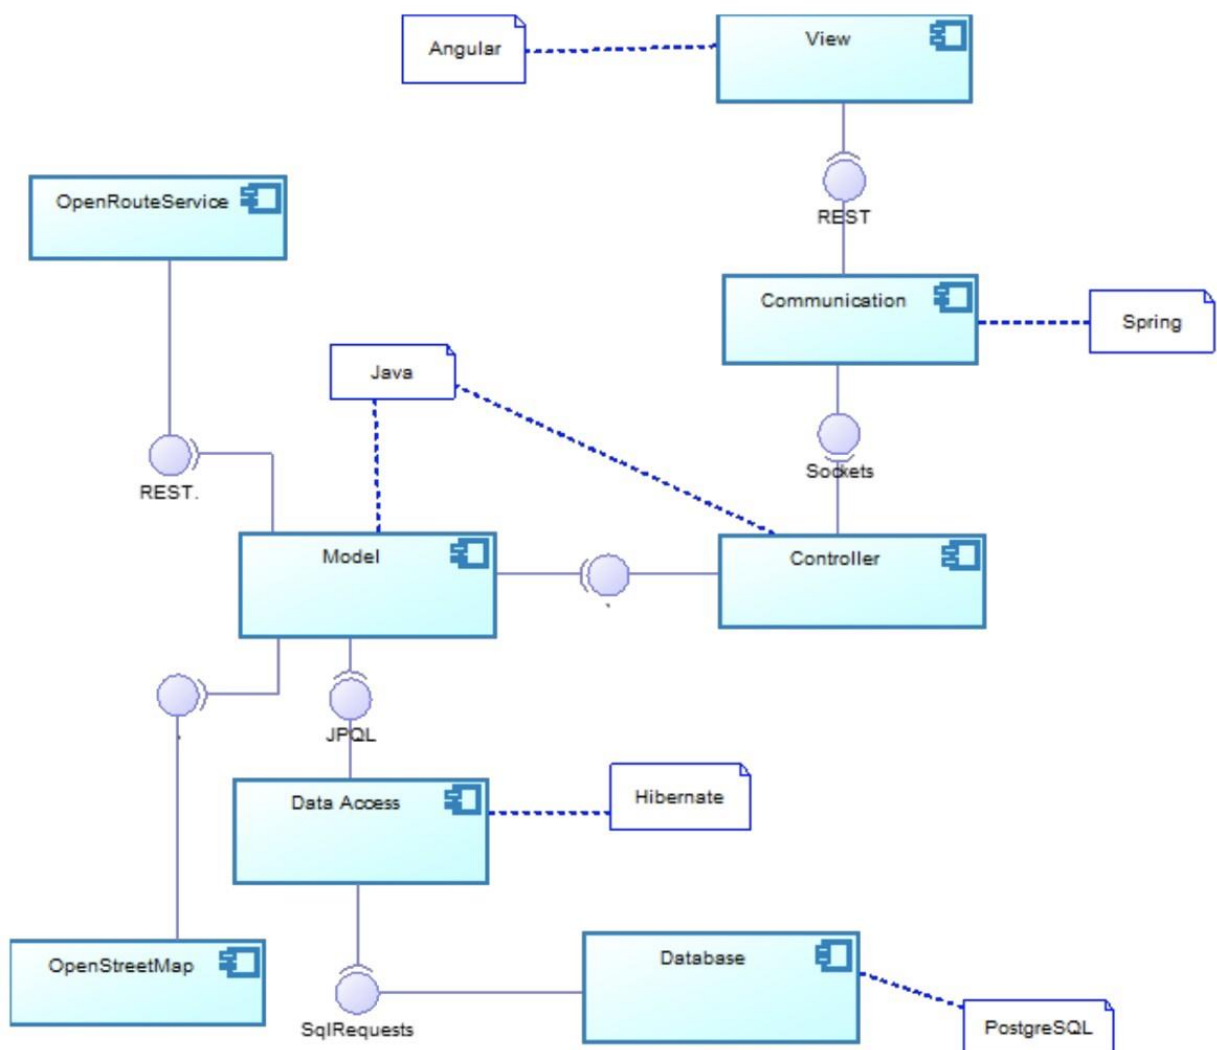 Angular
View
OpenRouteService
REST
Communication
Spring
Java
Sockets
REST.
Model
Controller
JPQL
Data Access
Hibernate
OpenStreetMap
Database
SqlRequests
PostgreSQL